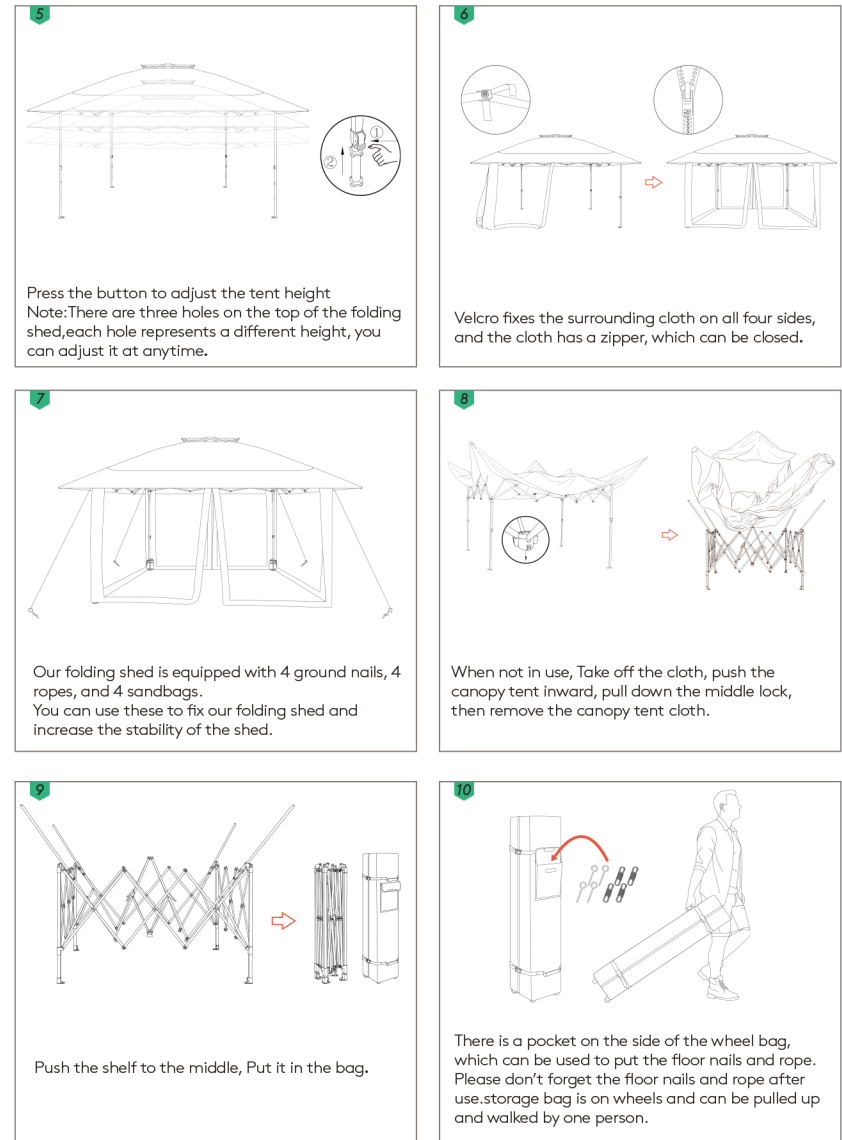 5
①
②
Press the button to adjust the tent height
Note:There are three holes on the top of the folding
shed,each hole represents a different height, you
can adjust it at anytime.
6
Velcro fixes the surrounding cloth on all four sides,
and the cloth has a zipper, which can be closed.
7
Our folding shed is equipped with 4 ground nails, 4
ropes, and 4 sandbags.
You can use these to fix our folding shed and
increase the stability of the shed.
8
When not in use, Take off the cloth, push the
canopy tent inward, pull down the middle lock,
then remove the canopy tent cloth.
9
Push the shelf to the middle, Put it in the bag.
10
There is a pocket on the side of the wheel bag,
which can be used to put the floor nails and rope.
Please don’t forget the floor nails and rope after
use.storage bag is on wheels and can be pulled up
and walked by one person.